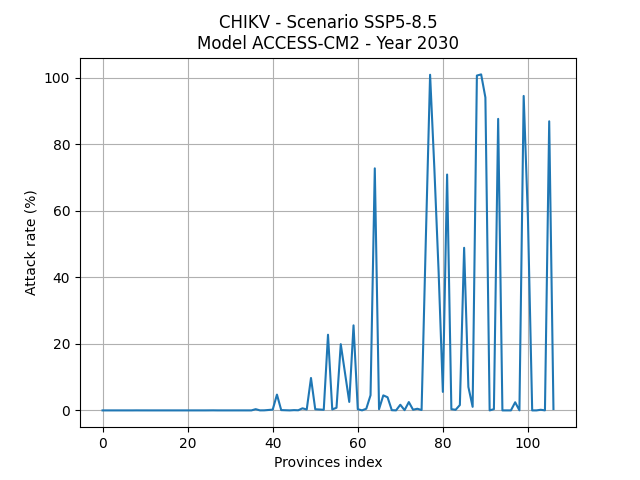 CHIKV - Scenario SSP5-8.5
Model ACCESS-CM2 - Year 2030
Attack rate (%)
100
80
60
40
20
0
0 20 40 60 80 100
Provinces index